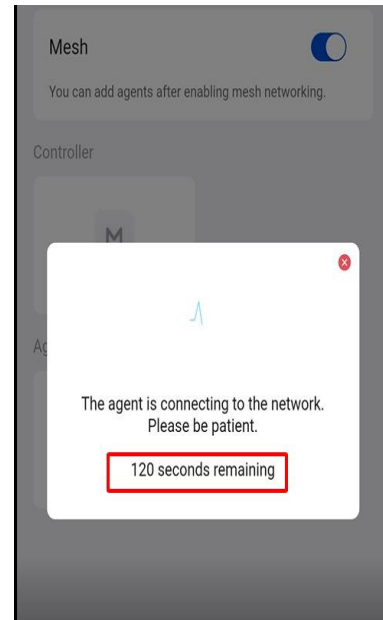 Mesh
You can add agents after enabling mesh networking.
Controller
M
Ag
The agent is connecting to the network.
Please be patient.
120 seconds remaining